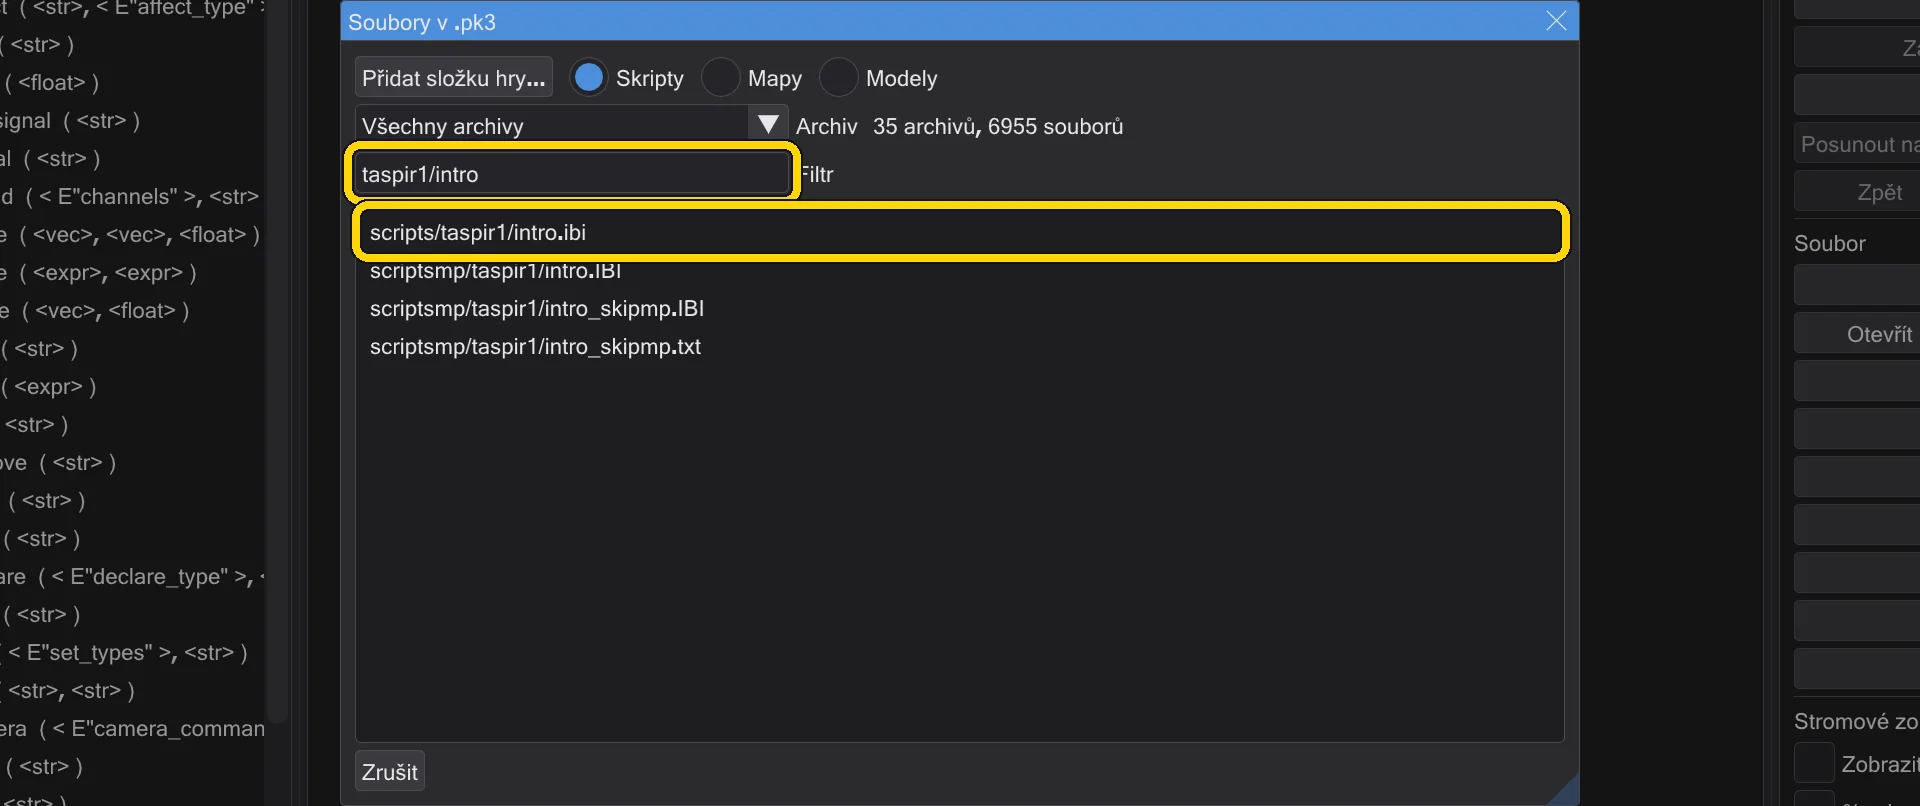 t ( <str>, < E"affect_type" >
Soubory v .pk3
( <str> )
Přidat složku hry...
Skripty
Mapy
Modely
( <float> )
signal ( <str> )
Všechny archivy
Archiv
35 archivů, 6955 souborů
Posunout na
al ( <str> )
taspir1/intro
Filtr
Zpět
d ( < E"channels" >, <str>
e ( <vec>, <vec>, <float> )
scripts/taspir1/intro.ibi
Soubor
e ( <expr>, <expr> )
scriptsmp/taspir1/intro.IBI
e ( <vec>, <float> )
scriptsmp/taspir1/intro_skipmp.IBI
Otevřít
( <str> )
scriptsmp/taspir1/intro_skipmp.txt
( <expr> )
<str> )
ove ( <str> )
( <str> )
( <str> )
are ( < E"declare_type" >, <
( <str> )
( < E"set_types" >, <str> )
( <str>, <str> )
Stromové zo
era ( < E"camera_comman
( <str> )
Zrušit
Zobrazit
<str> )